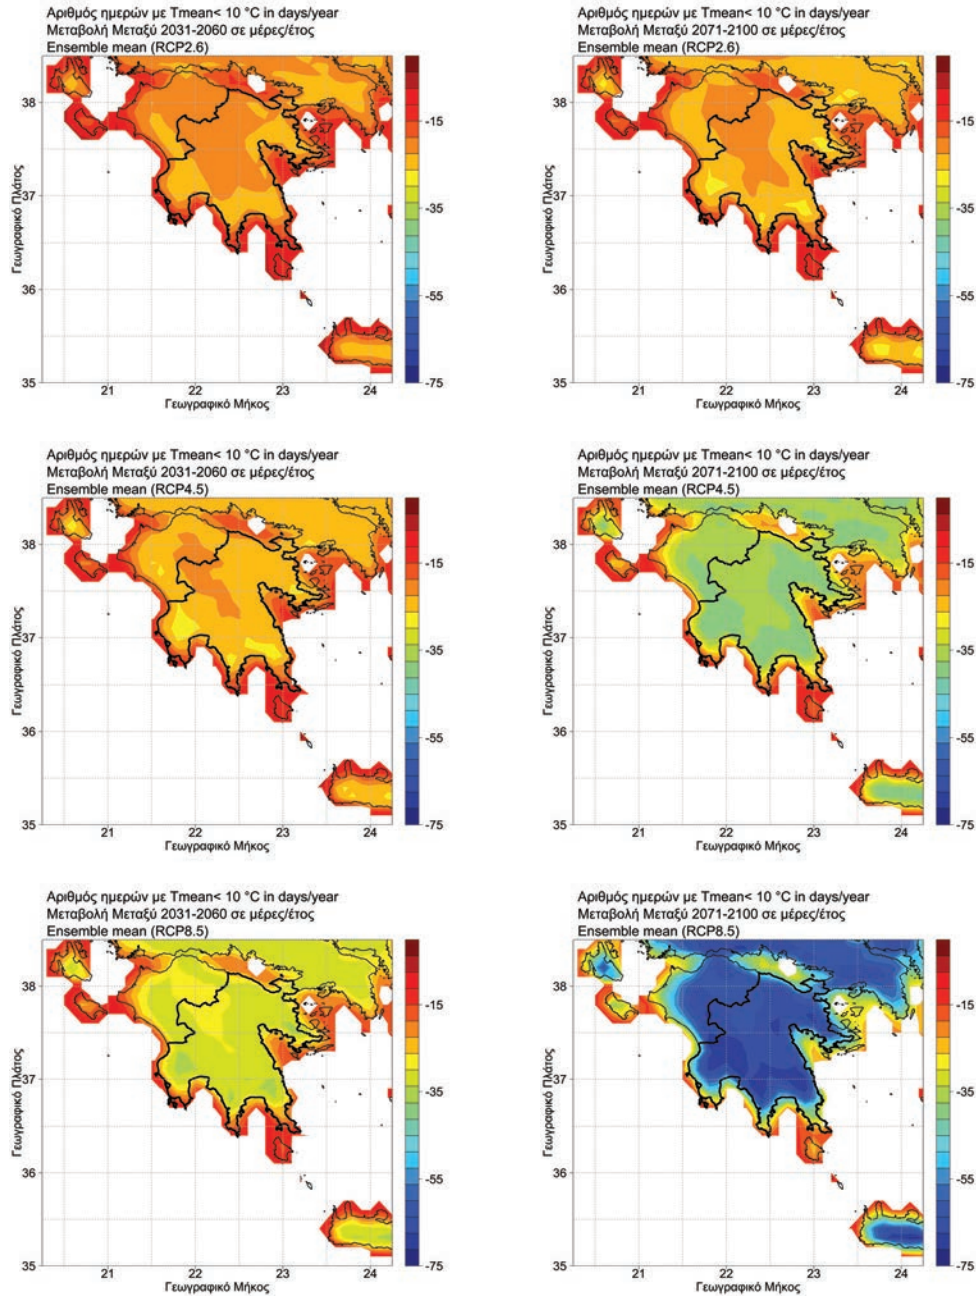 Αριθμός ημερών με Tmean< 10 °C in days/year
Μεταβολή Μεταξύ 2031-2060 σε μέρες/έτος
Ensemble mean (RCP2.6)
Γεωγραφικό Πλάτος
38
37
36
35
21
22
23
24
Γεωγραφικό Μήκος
-15
-35
-55
-75
Αριθμός ημερών με Tmean< 10 °C in days/year
Μεταβολή Μεταξύ 2071-2100 σε μέρες/έτος
Ensemble mean (RCP2.6)
Γεωγραφικό Πλάτος
38
37
36
35
21
22
23
24
Γεωγραφικό Μήκος
-15
-35
-55
-75
Αριθμός ημερών με Tmean< 10 °C in days/year
Μεταβολή Μεταξύ 2031-2060 σε μέρες/έτος
Ensemble mean (RCP4.5)
Γεωγραφικό Πλάτος
38
37
36
35
21
22
23
24
Γεωγραφικό Μήκος
-15
-35
-55
-75
Αριθμός ημερών με Tmean< 10 °C in days/year
Μεταβολή Μεταξύ 2071-2100 σε μέρες/έτος
Ensemble mean (RCP4.5)
Γεωγραφικό Πλάτος
38
37
36
35
21
22
23
24
Γεωγραφικό Μήκος
-15
-35
-55
-75
Αριθμός ημερών με Tmean< 10 °C in days/year
Μεταβολή Μεταξύ 2031-2060 σε μέρες/έτος
Ensemble mean (RCP8.5)
Γεωγραφικό Πλάτος
38
37
36
35
21
22
23
24
Γεωγραφικό Μήκος
-15
-35
-55
-75
Αριθμός ημερών με Tmean< 10 °C in days/year
Μεταβολή Μεταξύ 2071-2100 σε μέρες/έτος
Ensemble mean (RCP8.5)
Γεωγραφικό Πλάτος
38
37
36
35
21
22
23
24
Γεωγραφικό Μήκος
-15
-35
-55
-75